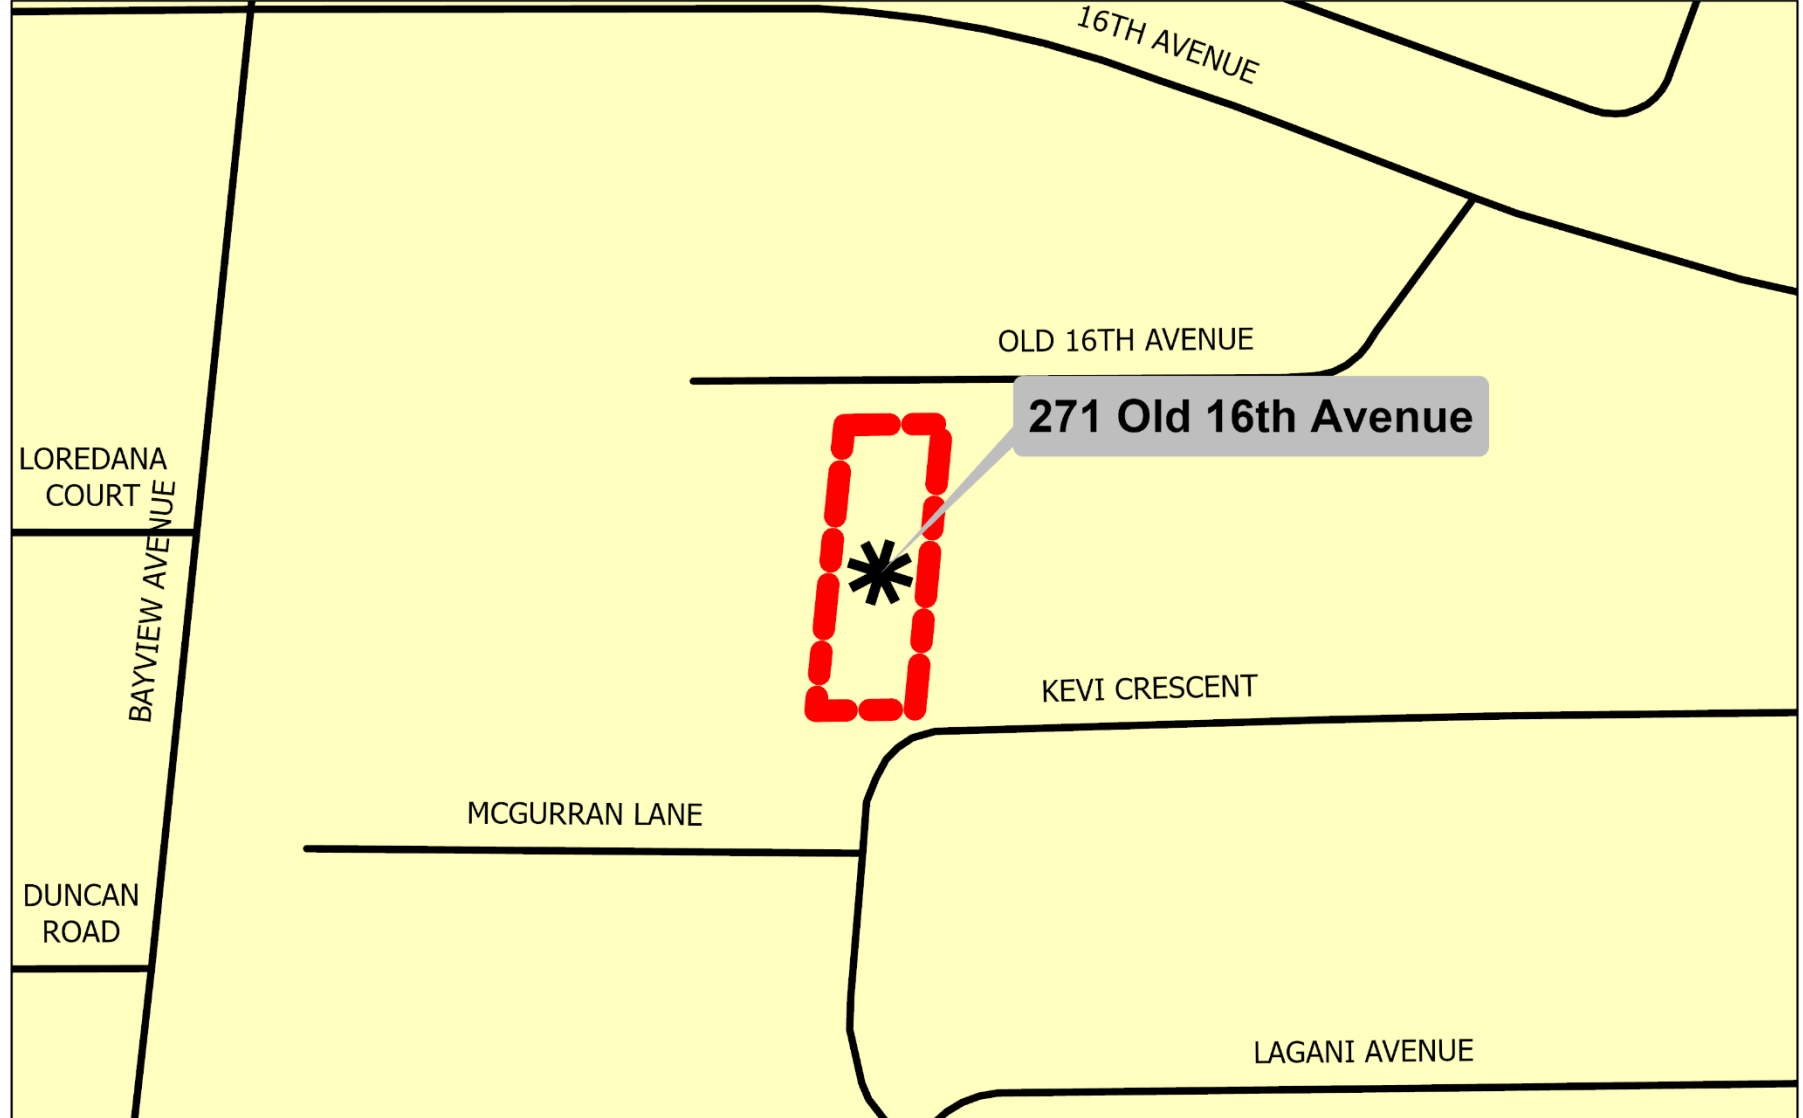 16TH AVENUE
OLD 16TH AVENUE
271 Old 16th Avenue
LOREDANA
COURT
BAYVIEW AVENUE
KEVI CRESCENT
MCGURRAN LANE
DUNCAN
ROAD
LAGANI AVENUE